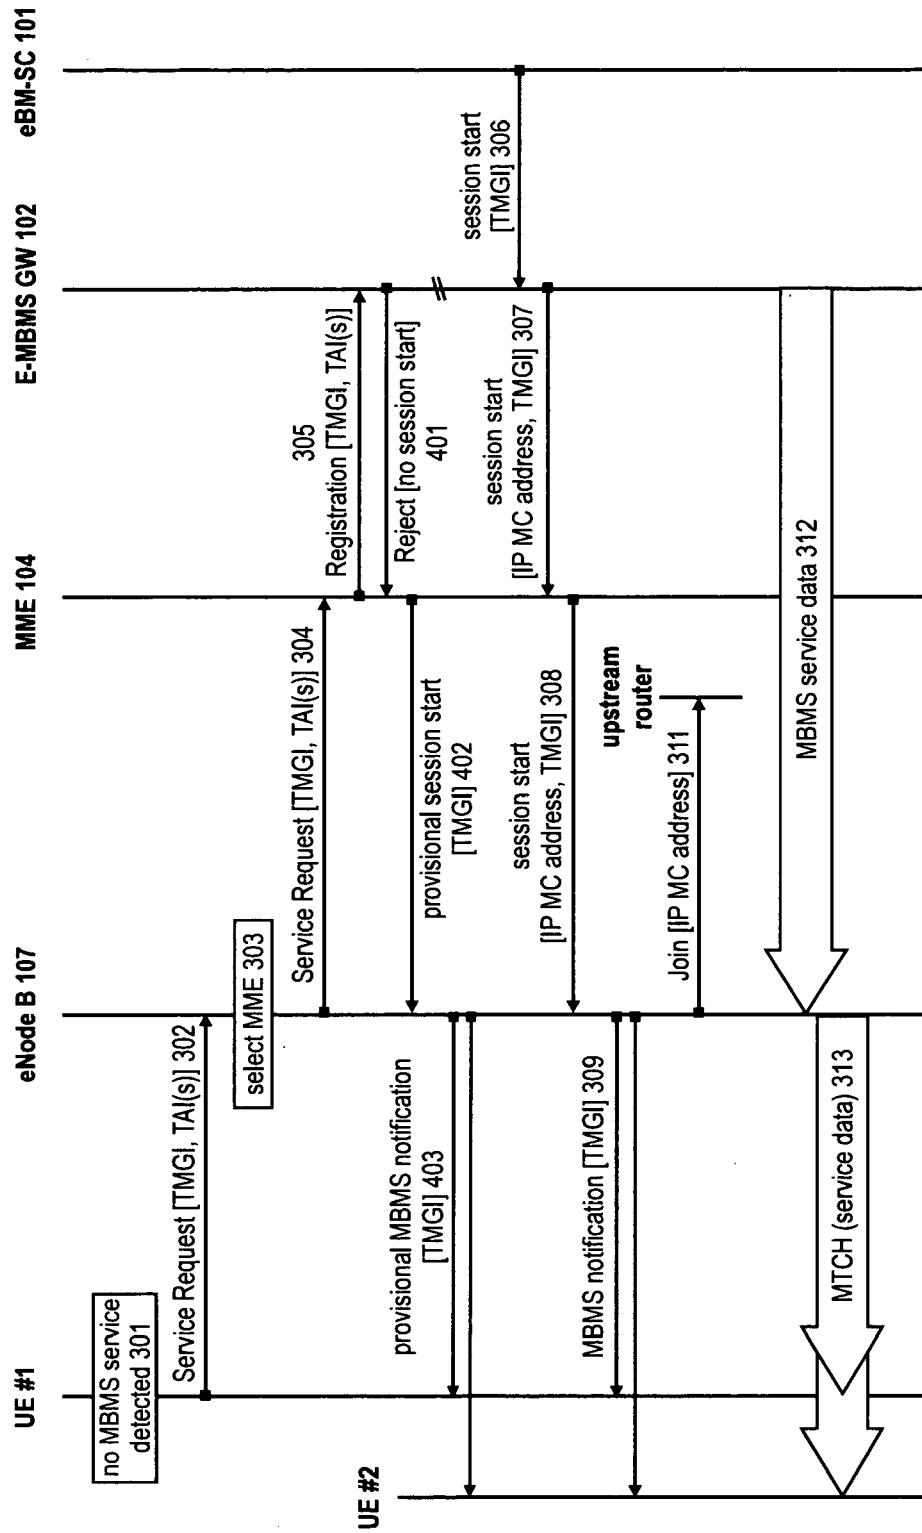 UE #1
UE #2
eNode B 107
MME 104
E-MBMS GW 102
eBM-SC 101
no MBMS service
detected 301
Service Request [TMGI, TAI(s)] 302
select MME 303
Service Request [TMGI, TAI(s)] 304
305
Registration [TMGI, TAI(s)]
Reject [no session start]
401
provisional session start
[TMGI] 402
provisional MBMS notification
[TMGI] 403
session start
[TMGI] 306
session start
[IP MC address, TMGI] 307
session start
[IP MC address, TMGI] 308
MBMS notification [TMGI] 309
upstream
router
Join [IP MC address] 311
MBMS service data 312
MTCH (service data) 313